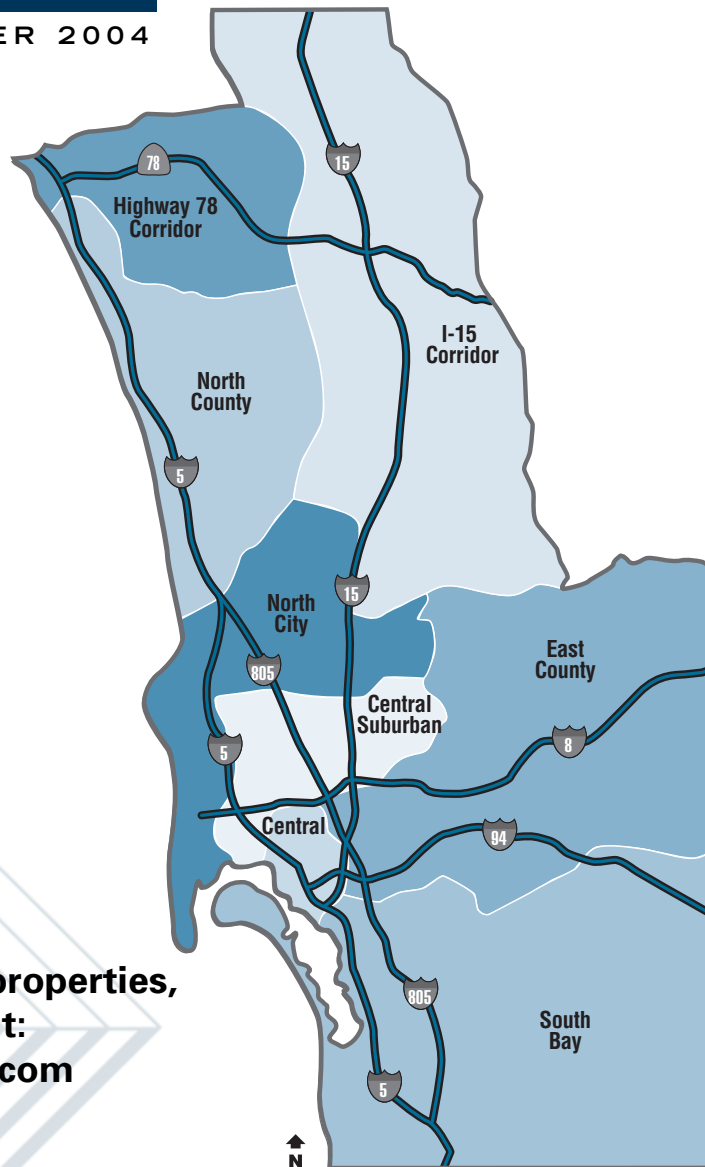 ER 2004
78
15
Highway 78
Corridor
I-15
Corridor
North
County
5
15
North
City
805
East
County
Central
Suburban
5
8
Central
94
properties,
t:
com
805
South
Bay
5
N